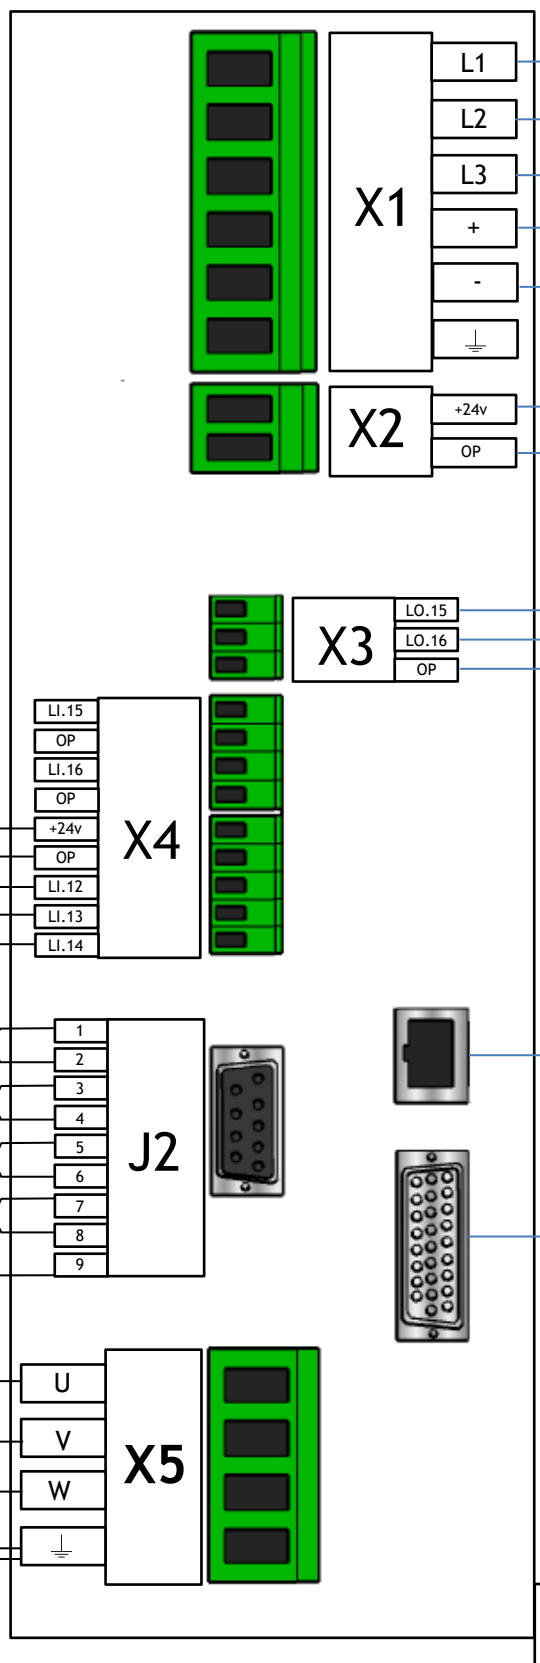 X1
L1
L2
L3
+
-
X2
+24v
OP
X3
LO.15
LO.16
OP
X4
LI.15
OP
LI.16
OP
+24v
OP
LI.12
LI.13
LI.14
J2
1
2
3
4
5
6
7
8
9
X5
U
V
W